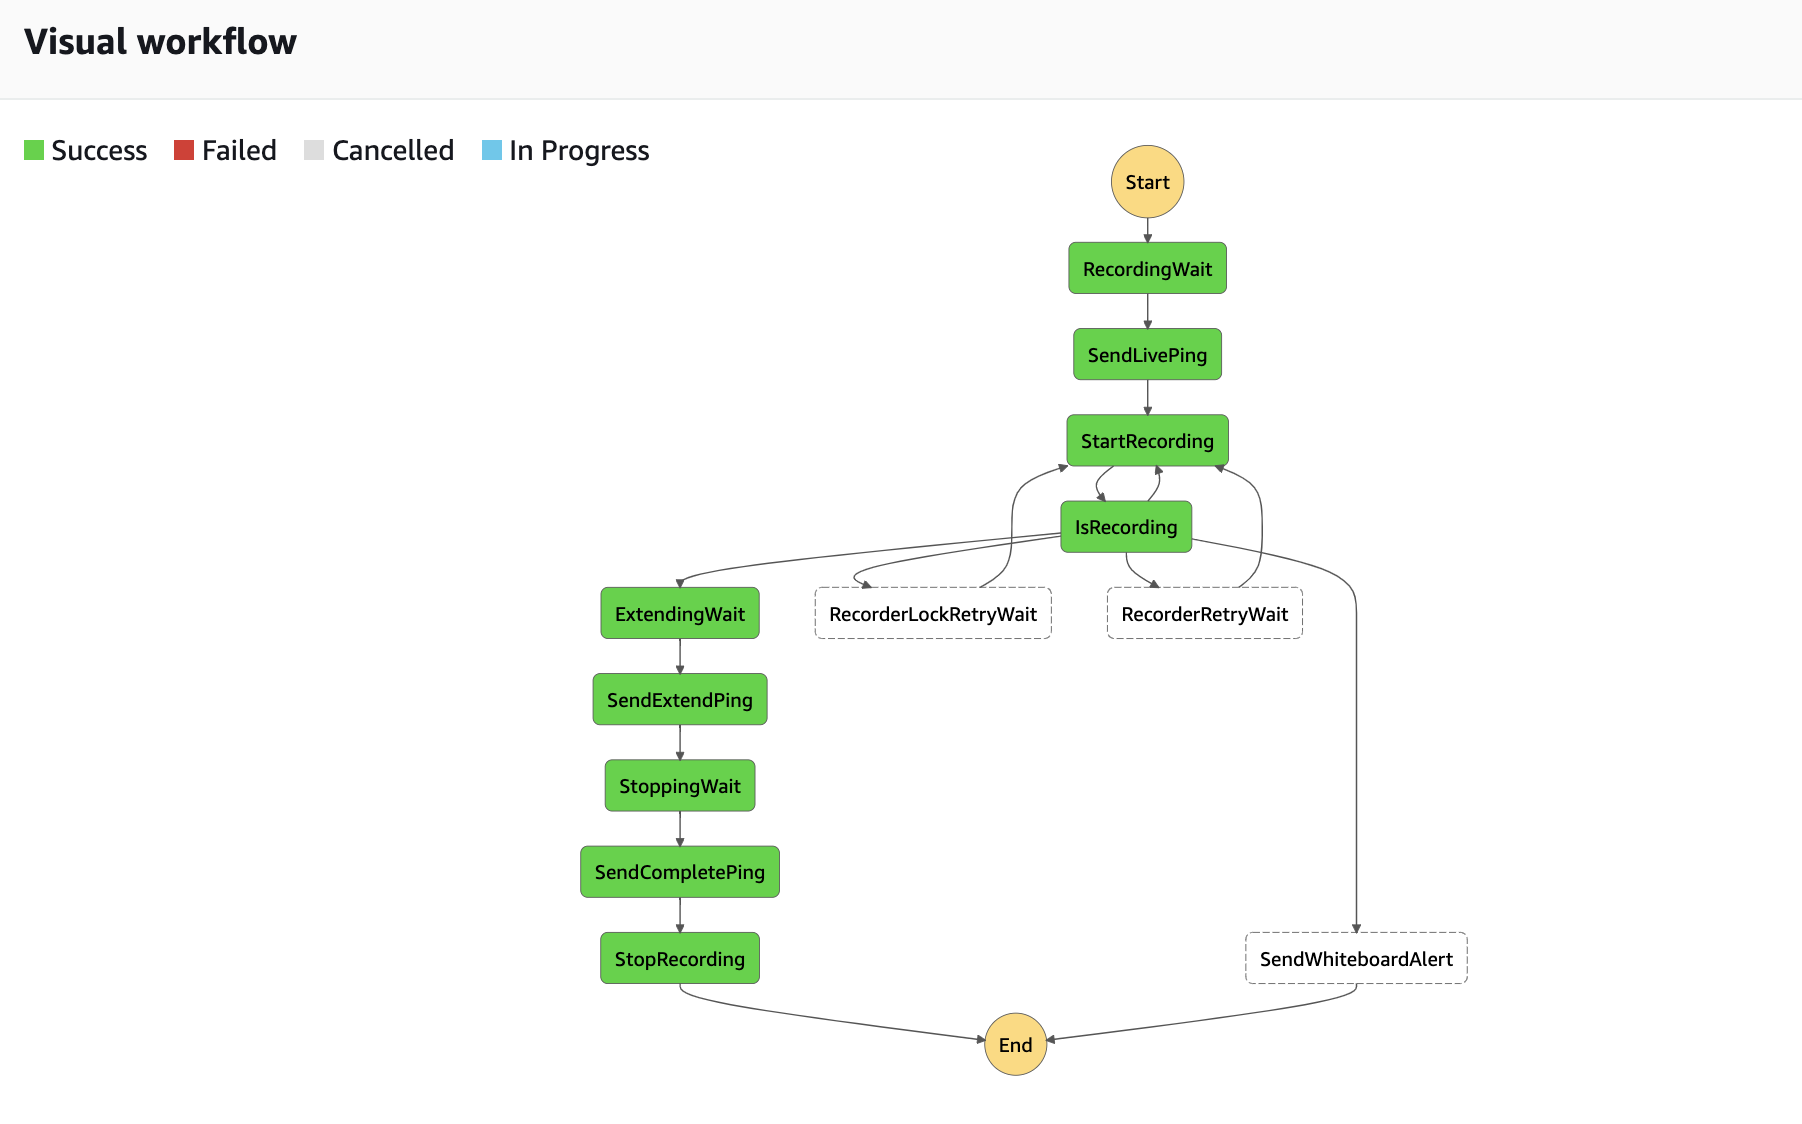 Visual workflow
Success Failed Cancelled In Progress
Start
RecordingWait
SendLivePing
StartRecording
IsRecording
ExtendingWait RecorderLockRetryWait RecorderRetryWait
SendExtendPing
StoppingWait
SendCompletePing
StopRecording SendWhiteboardAlert
End